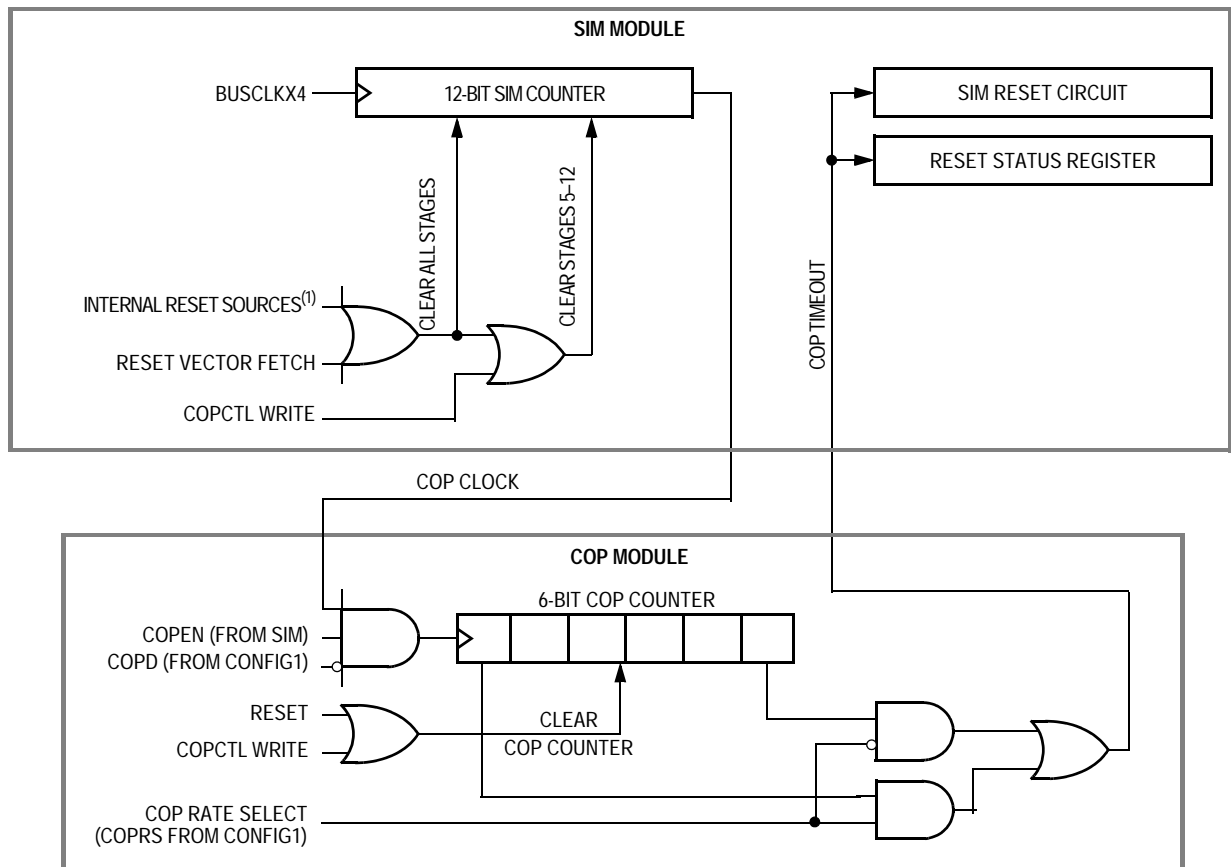 SIM MODULE
BUSCLKX4
12-BIT SIM COUNTER
SIM RESET CIRCUIT
RESET STATUS REGISTER
CLEAR ALL STAGES
CLEAR STAGES 5–12
COP TIMEOUT
INTERNAL RESET SOURCES(1)
RESET VECTOR FETCH
COPCTL WRITE
COP CLOCK
COP MODULE
6-BIT COP COUNTER
COPEN (FROM SIM)
COPD (FROM CONFIG1)
RESET
COPCTL WRITE
CLEAR
COP COUNTER
COP RATE SELECT
(COPRS FROM CONFIG1)